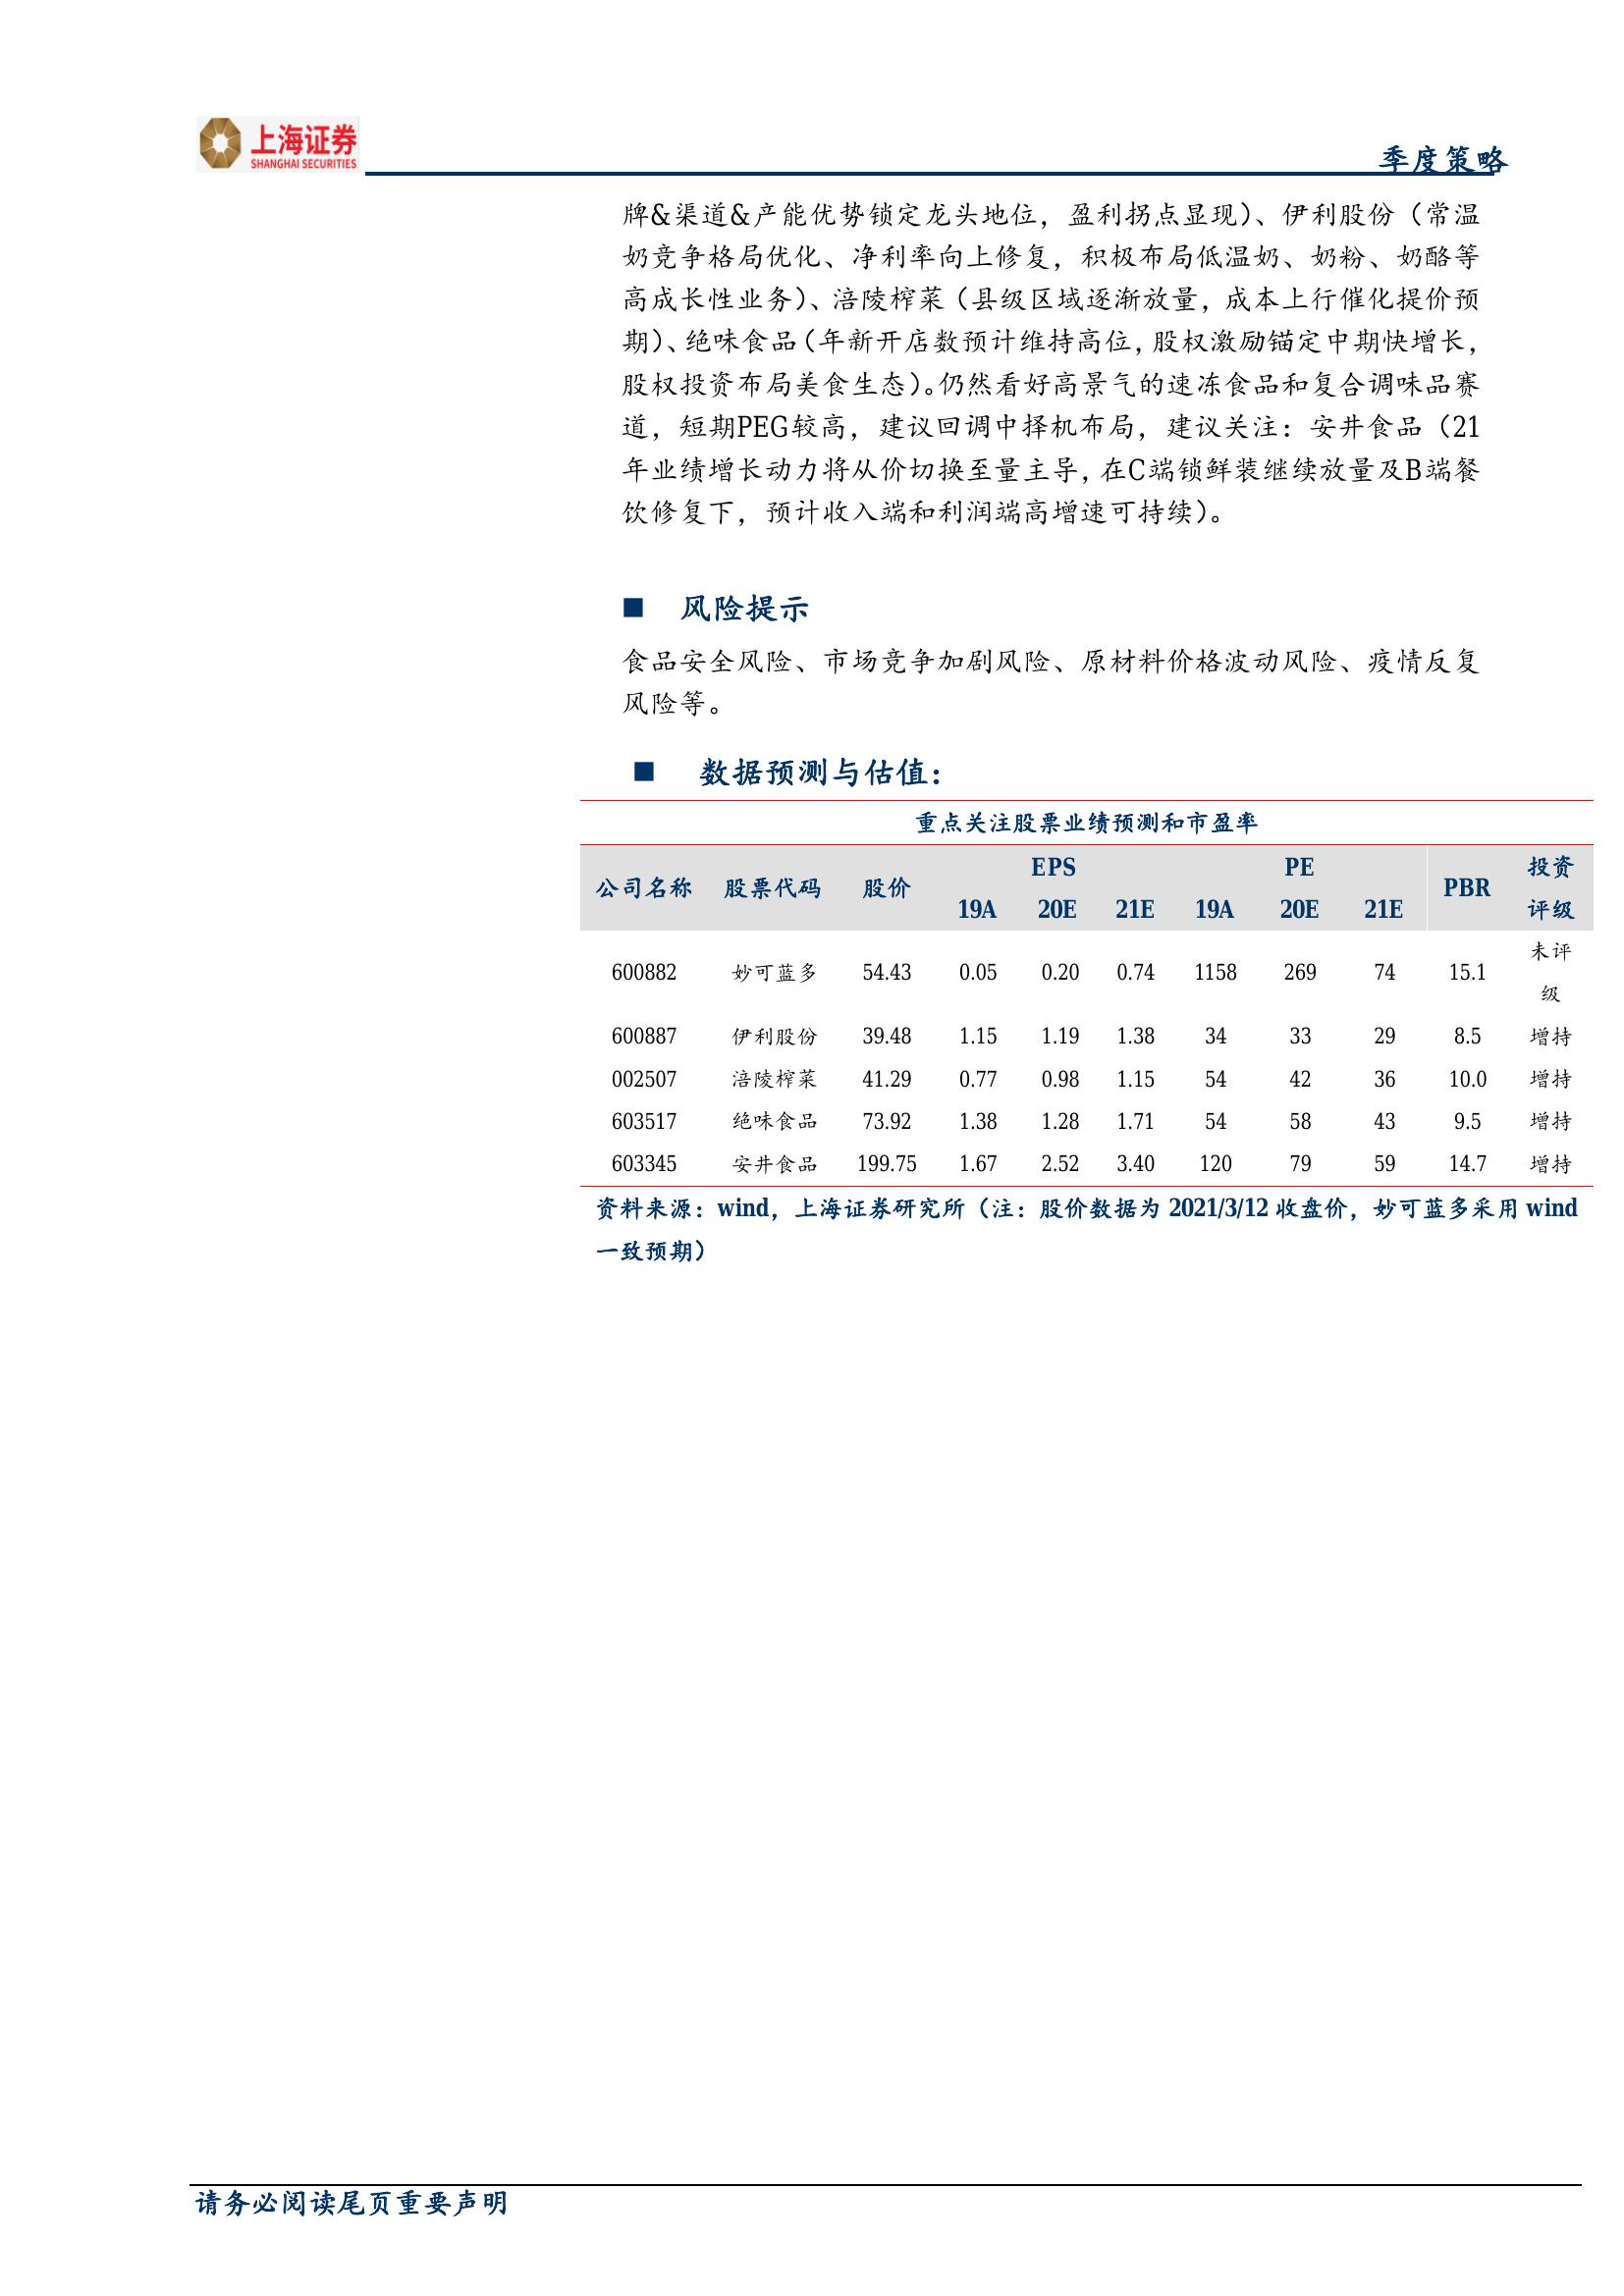 上海证券
SHANGHAI SECURITIES
季度策略
牌&渠道&产能优势锁定龙头地位，盈利拐点显现）、伊利股份（常温
奶竞争格局优化、净利率向上修复，积极布局低温奶、奶粉、奶酪等
高成长性业务）、涪陵榨菜（县级区域逐渐放量，成本上行催化提价预
期）、绝味食品（年新开店数预计维持高位，股权激励锚定中期快增长，
股权投资布局美食生态）。仍然看好高景气的速冻食品和复合调味品赛
道，短期PEG较高，建议回调中择机布局，建议关注：安井食品（21
年业绩增长动力将从价切换至量主导，在C端锁鲜装继续放量及B端餐
饮修复下，预计收入端和利润端高增速可持续）。
■ 风险提示
食品安全风险、市场竞争加剧风险、原材料价格波动风险、疫情反复
风险等。
■ 数据预测与估值：
重点关注股票业绩预测和市盈率
公司名称 股票代码 股价 EPS PE PBR 投资
评级
19A 20E 21E 19A 20E 21E
600882 妙可蓝多 54.43 0.05 0.20 0.74 1158 269 74 15.1 未评
级
600887 伊利股份 39.48 1.15 1.19 1.38 34 33 29 8.5 增持
002507 涪陵榨菜 41.29 0.77 0.98 1.15 54 42 36 10.0 增持
603517 绝味食品 73.92 1.38 1.28 1.71 54 58 43 9.5 增持
603345 安井食品 199.75 1.67 2.52 3.40 120 79 59 14.7 增持
资料来源：wind，上海证券研究所（注：股价数据为 2021/3/12 收盘价，妙可蓝多采用 wind
一致预期）
请务必阅读尾页重要声明